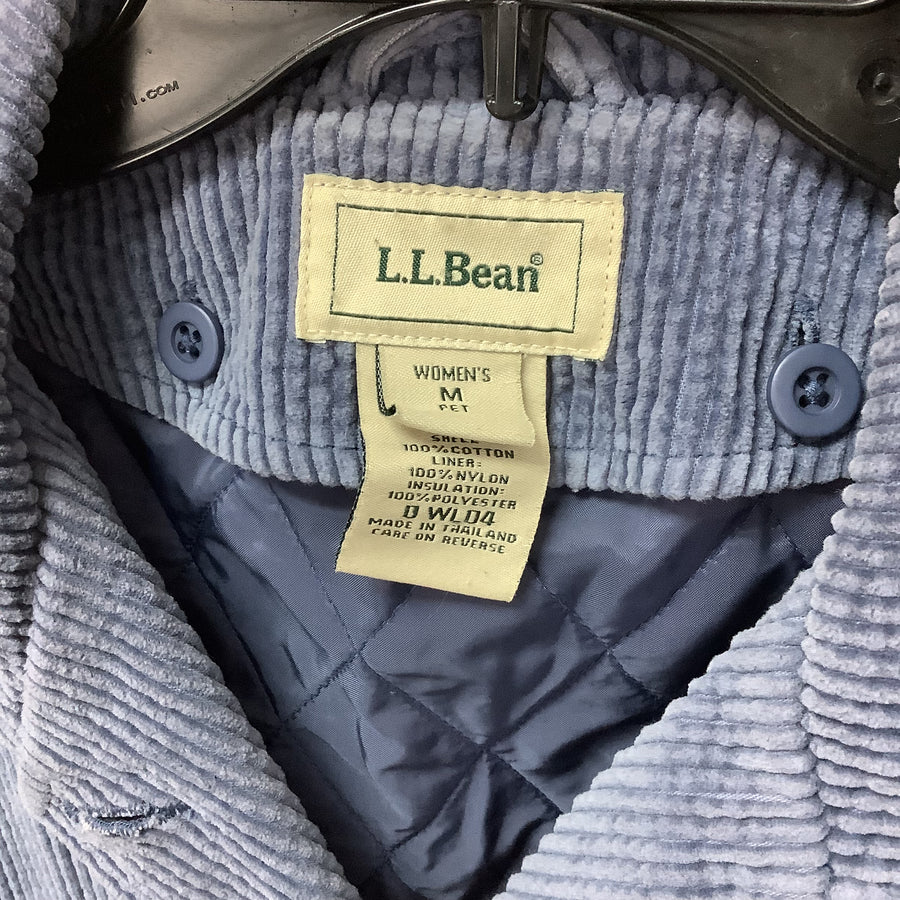 .COM
L.L.Bean®
WOMEN'S
M
PET
SHELL
100% COTTON
LINER:
100% NYLON
INSULATION:
100% POLYESTER
0 WL04
MADE IN THAILAND
CARE ON REVERSE